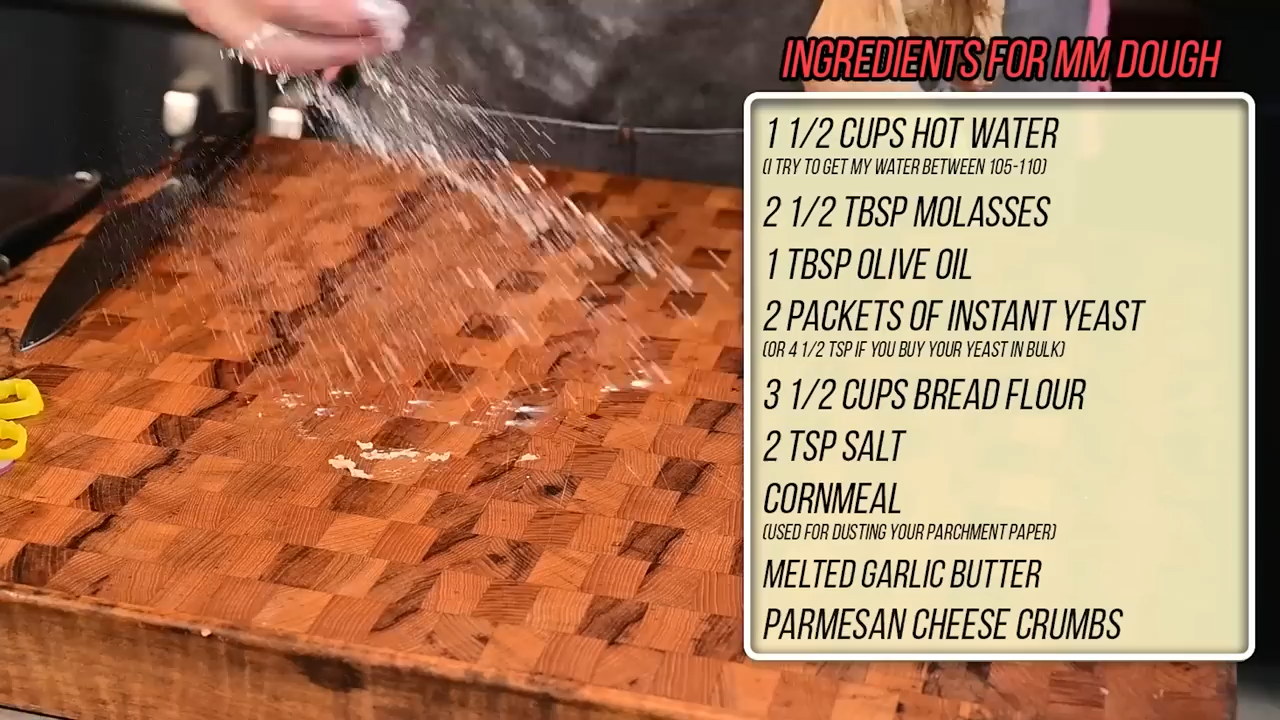 INGREDIENTS FOR MM DOUGH
1 1/2 CUPS HOT WATER
(I TRY TO GET MY WATER BETWEEN 105-110)
2 1/2 TBSP MOLASSES
1 TBSP OLIVE OIL
2 PACKETS OF INSTANT YEAST
(OR 4 1/2 TSP IF YOU BUY YOUR YEAST IN BULK)
3 1/2 CUPS BREAD FLOUR
2 TSP SALT
CORNMEAL
(USED FOR DUSTING YOUR PARCHMENT PAPER)
MELTED GARLIC BUTTER
PARMESAN CHEESE CRUMBS